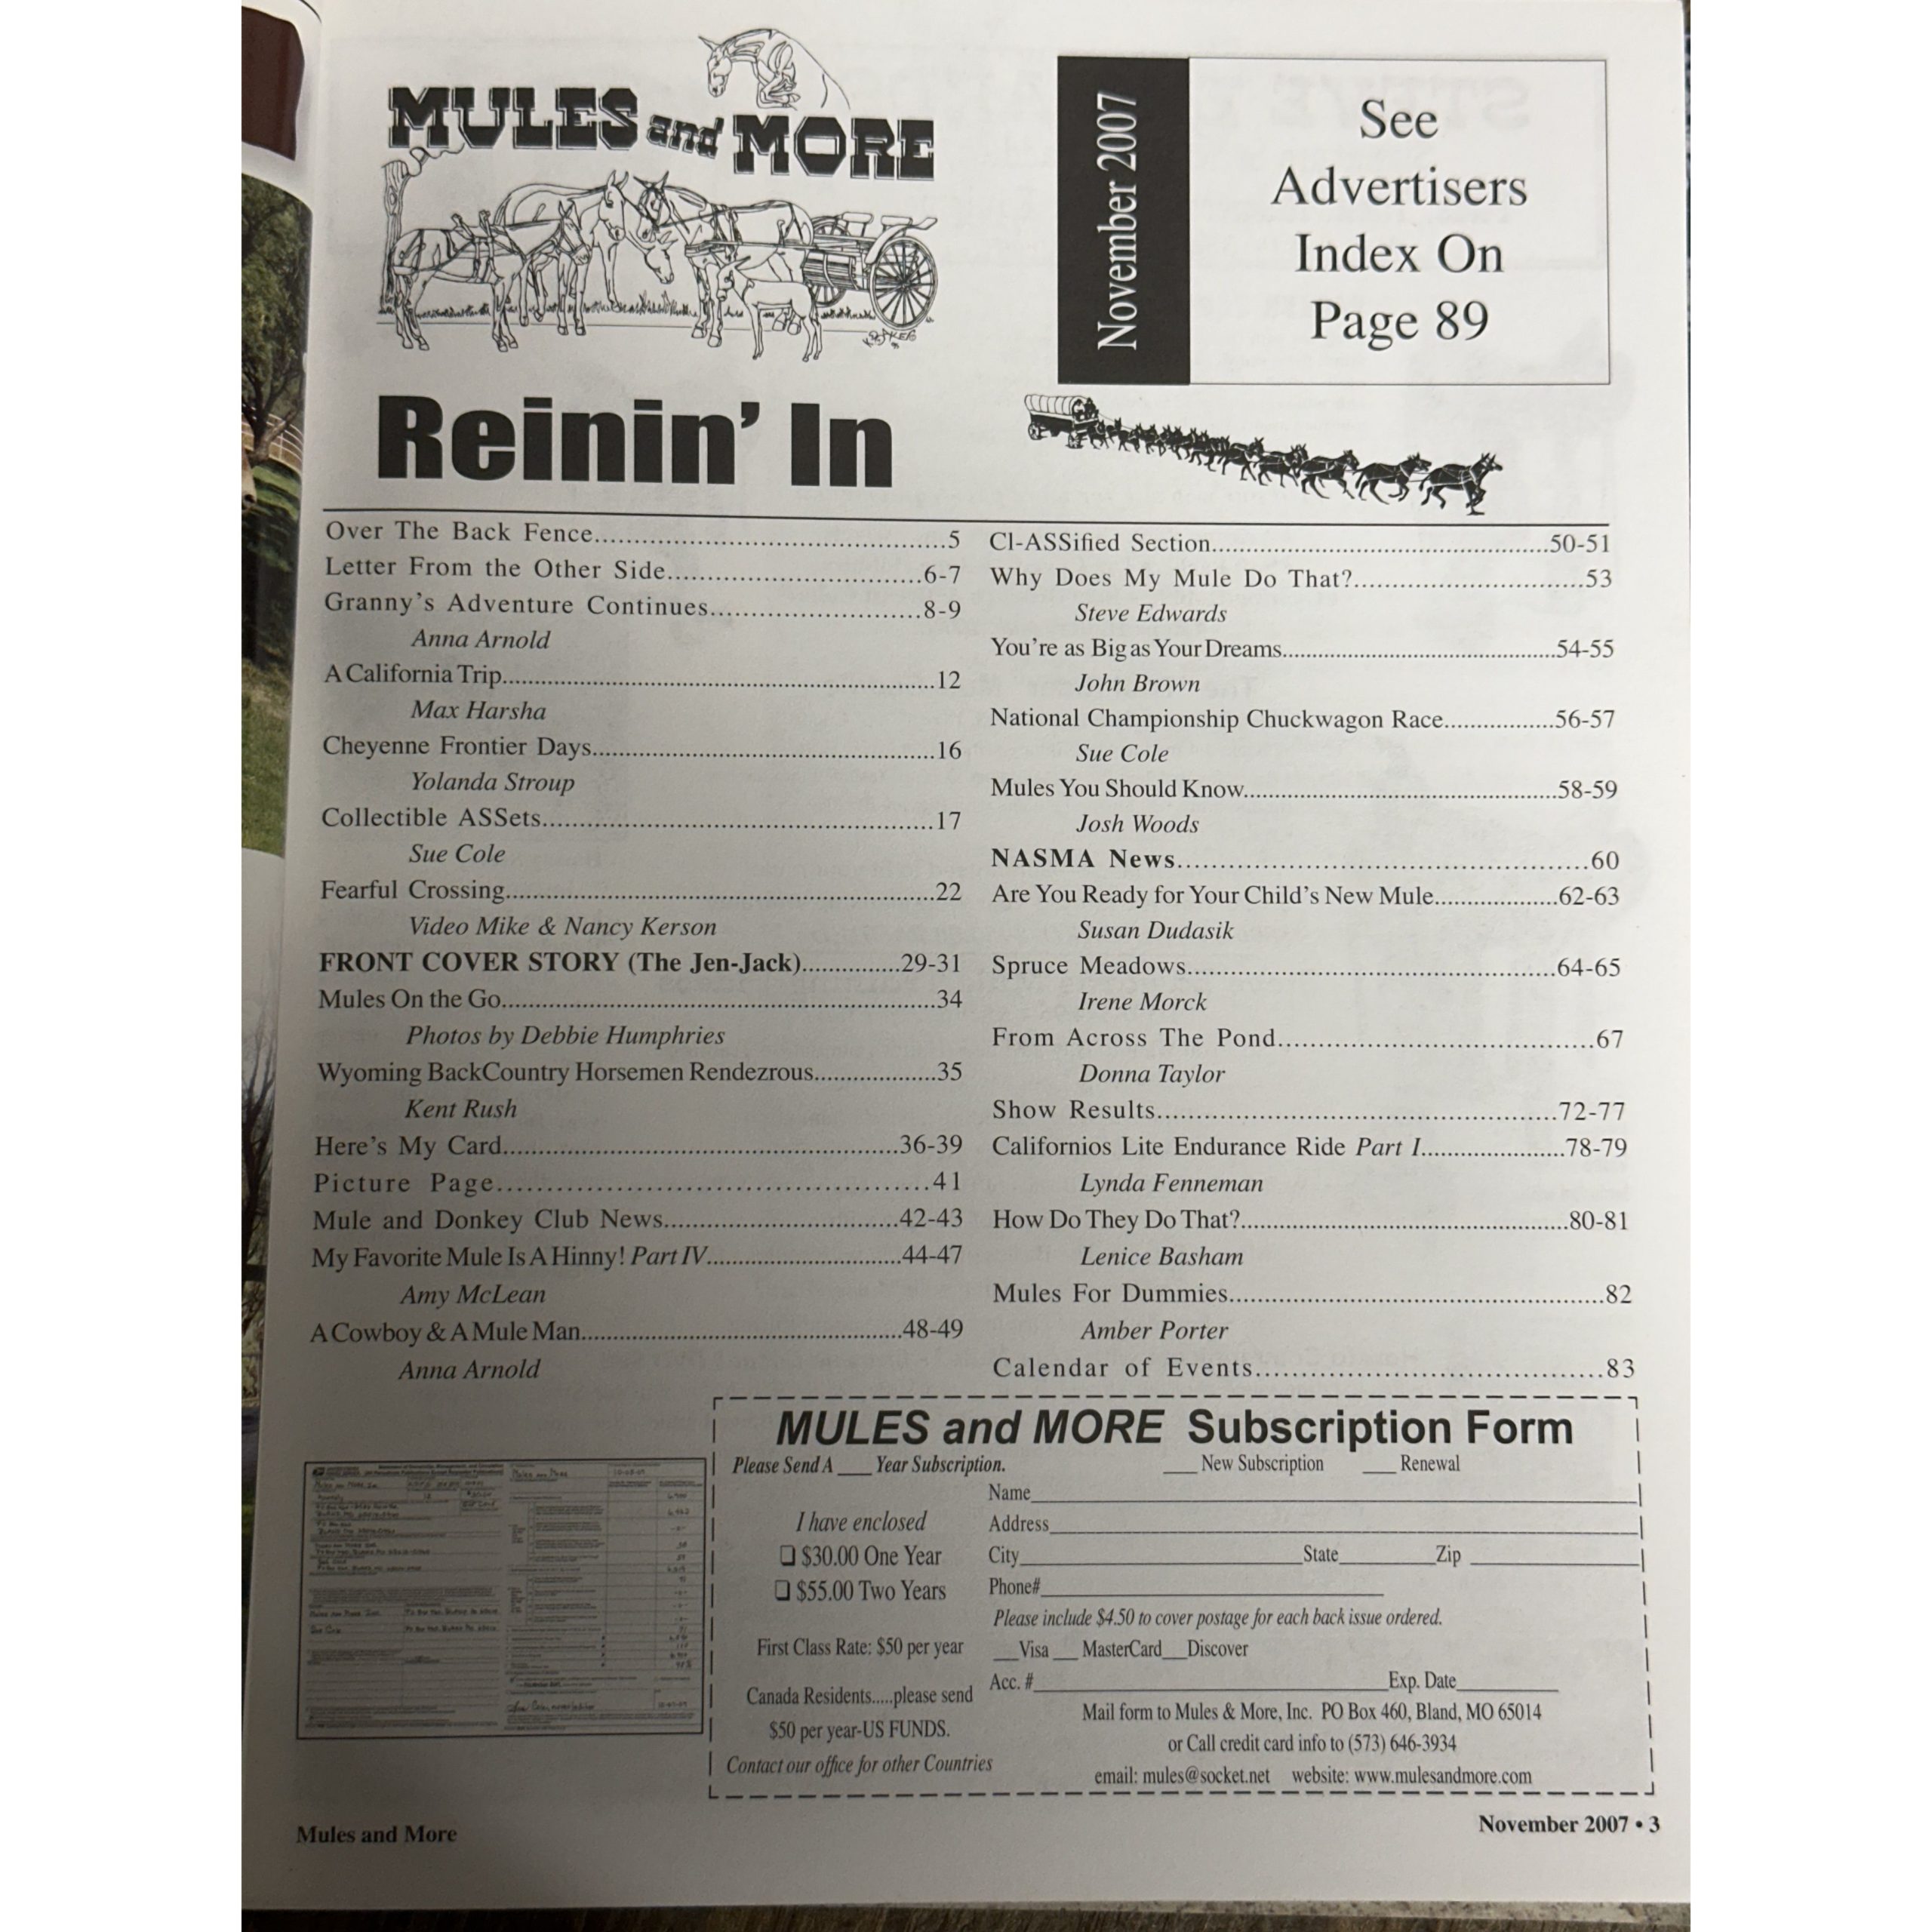 MULES and MORE
November 2007
See
Advertisers
Index On
Page 89
Reinin' In
Over The Back Fence..........5
Letter From the Other Side..........6-7
Granny's Adventure Continues..........8-9
Anna Arnold
A California Trip..........12
Max Harsha
Cheyenne Frontier Days..........16
Yolanda Stroup
Collectible ASSets..........17
Sue Cole
Fearful Crossing..........22
Video Mike & Nancy Kerson
FRONT COVER STORY (The Jen-Jack)..........29-31
Mules On the Go..........34
Photos by Debbie Humphries
Wyoming BackCountry Horsemen Rendezrous..........35
Kent Rush
Here's My Card..........36-39
Picture Page..........41
Mule and Donkey Club News..........42-43
My Favorite Mule Is A Hinny! Part IV..........44-47
Amy McLean
A Cowboy & A Mule Man..........48-49
Anna Arnold
Cl-ASSified Section..........50-51
Why Does My Mule Do That?..........53
Steve Edwards
You're as Big as Your Dreams..........54-55
John Brown
National Championship Chuckwagon Race..........56-57
Sue Cole
Mules You Should Know..........58-59
Josh Woods
NASMA News..........60
Are You Ready for Your Child's New Mule..........62-63
Susan Dudasik
Spruce Meadows..........64-65
Irene Morck
From Across The Pond..........67
Donna Taylor
Show Results..........72-77
Californios Lite Endurance Ride Part I..........78-79
Lynda Fenneman
How Do They Do That?..........80-81
Lenice Basham
Mules For Dummies..........82
Amber Porter
Calendar of Events..........83
MULES and MORE Subscription Form
Please Send A ___ Year Subscription. ___ New Subscription ___ Renewal
I have enclosed
❑ $30.00 One Year
❑ $55.00 Two Years
First Class Rate: $50 per year
Canada Residents.....please send
$50 per year-US FUNDS.
Contact our office for other Countries
Name
Address
City State Zip
Phone#
Please include $4.50 to cover postage for each back issue ordered.
__Visa __ MasterCard__Discover
Acc. # Exp. Date
Mail form to Mules & More, Inc. PO Box 460, Bland, MO 65014
or Call credit card info to (573) 646-3934
email: mules@socket.net website: www.mulesandmore.com
Mules and More
November 2007 • 3